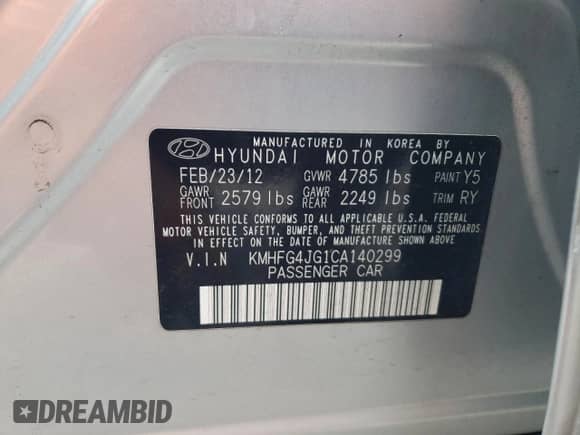 MANUFACTURED IN KOREA BY
HYUNDAI MOTOR COMPANY
FEB/23/12 GVWR 4785 lbs PAINT Y5
GAWR FRONT 2579 lbs GAWR REAR 2249 lbs TRIM RY
THIS VEHICLE CONFORMS TO ALL APPLICABLE U.S.A. FEDERAL
MOTOR VEHICLE SAFETY, BUMPER, AND THEFT PREVENTION STANDARDS
IN EFFECT ON THE DATE OF MANUFACTURE SHOWN ABOVE.
V.I.N KMHFG4JG1CA140299
PASSENGER CAR
DREAMBID